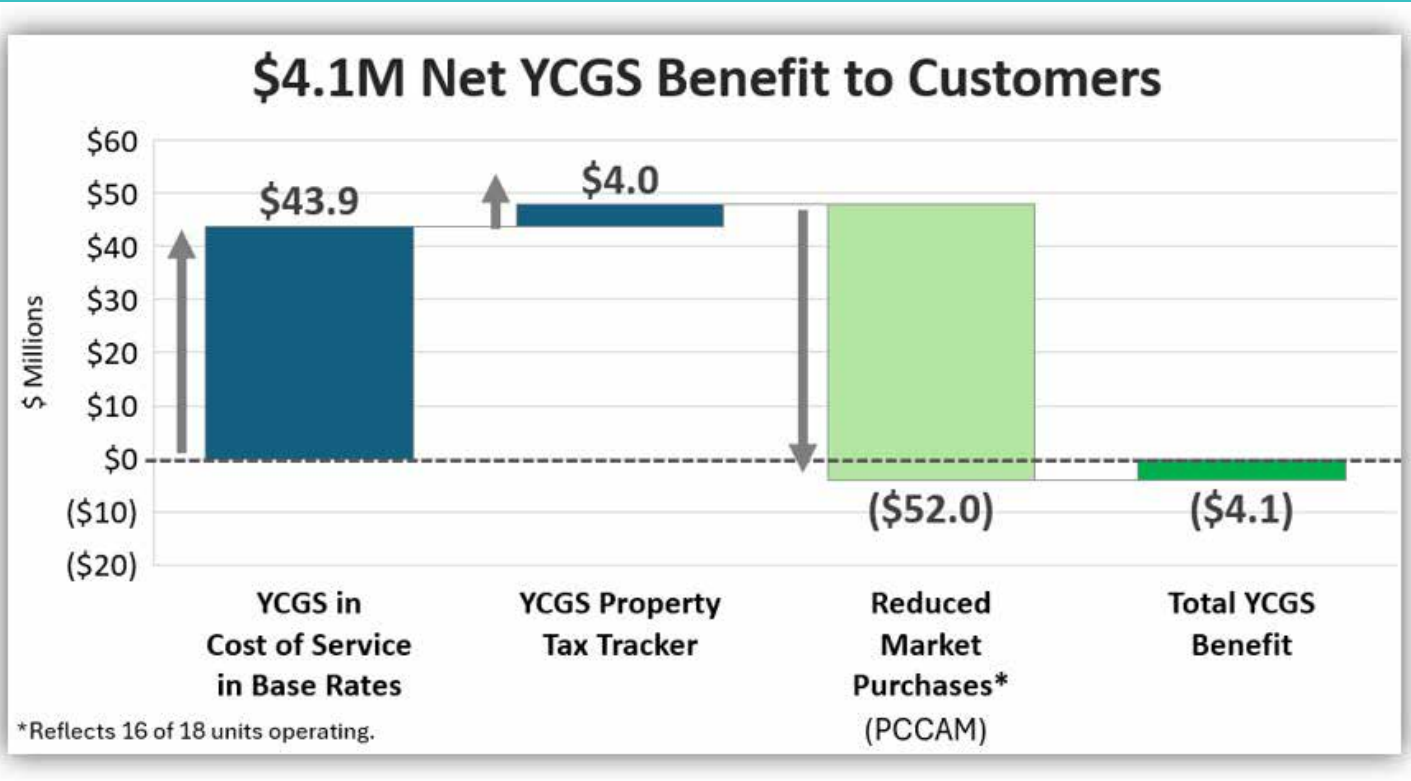 $4.1M Net YCGS Benefit to Customers
$ Millions
$60
$50
$40
$30
$20
$10
$0
($10)
($20)
$43.9
$4.0
($52.0)
($4.1)
YCGS in
Cost of Service
in Base Rates
YCGS Property
Tax Tracker
Reduced
Market
Purchases*
(PCCAM)
Total YCGS
Benefit
*Reflects 16 of 18 units operating.